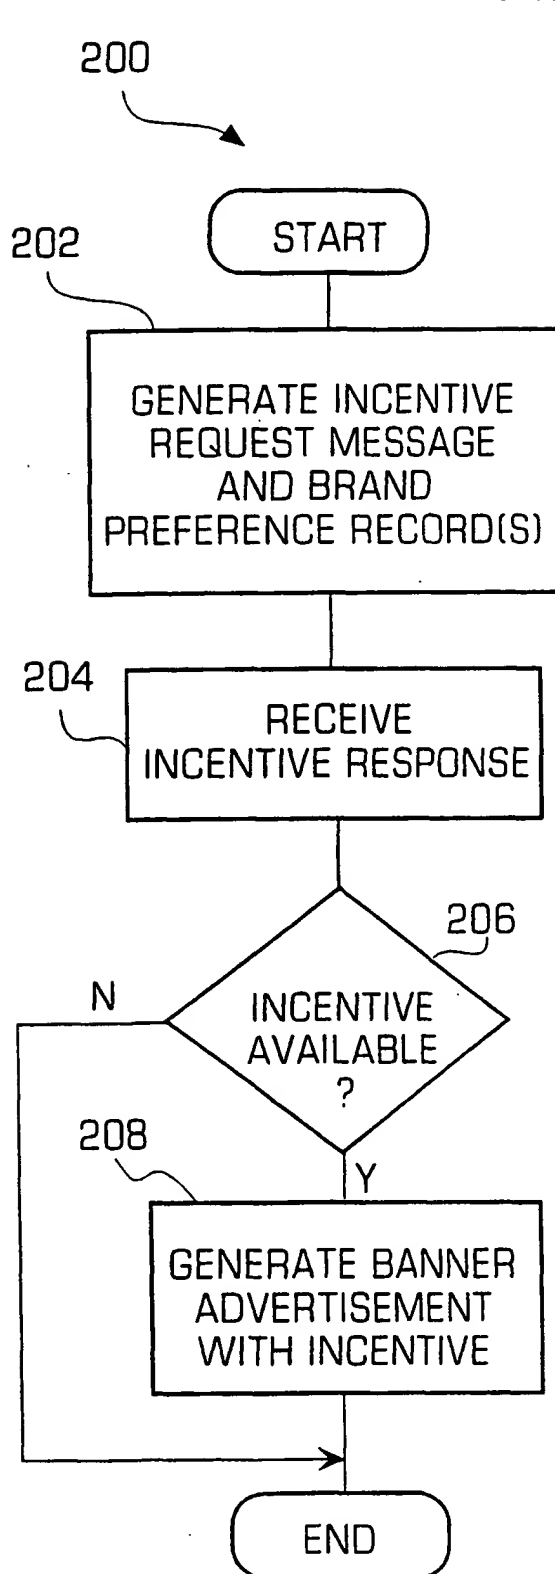 200
START
202
GENERATE INCENTIVE
REQUEST MESSAGE
AND BRAND
PREFERENCE RECORD(S)
204
RECEIVE
INCENTIVE RESPONSE
206
N
INCENTIVE
AVAILABLE
?
208
Y
GENERATE BANNER
ADVERTISEMENT
WITH INCENTIVE
END